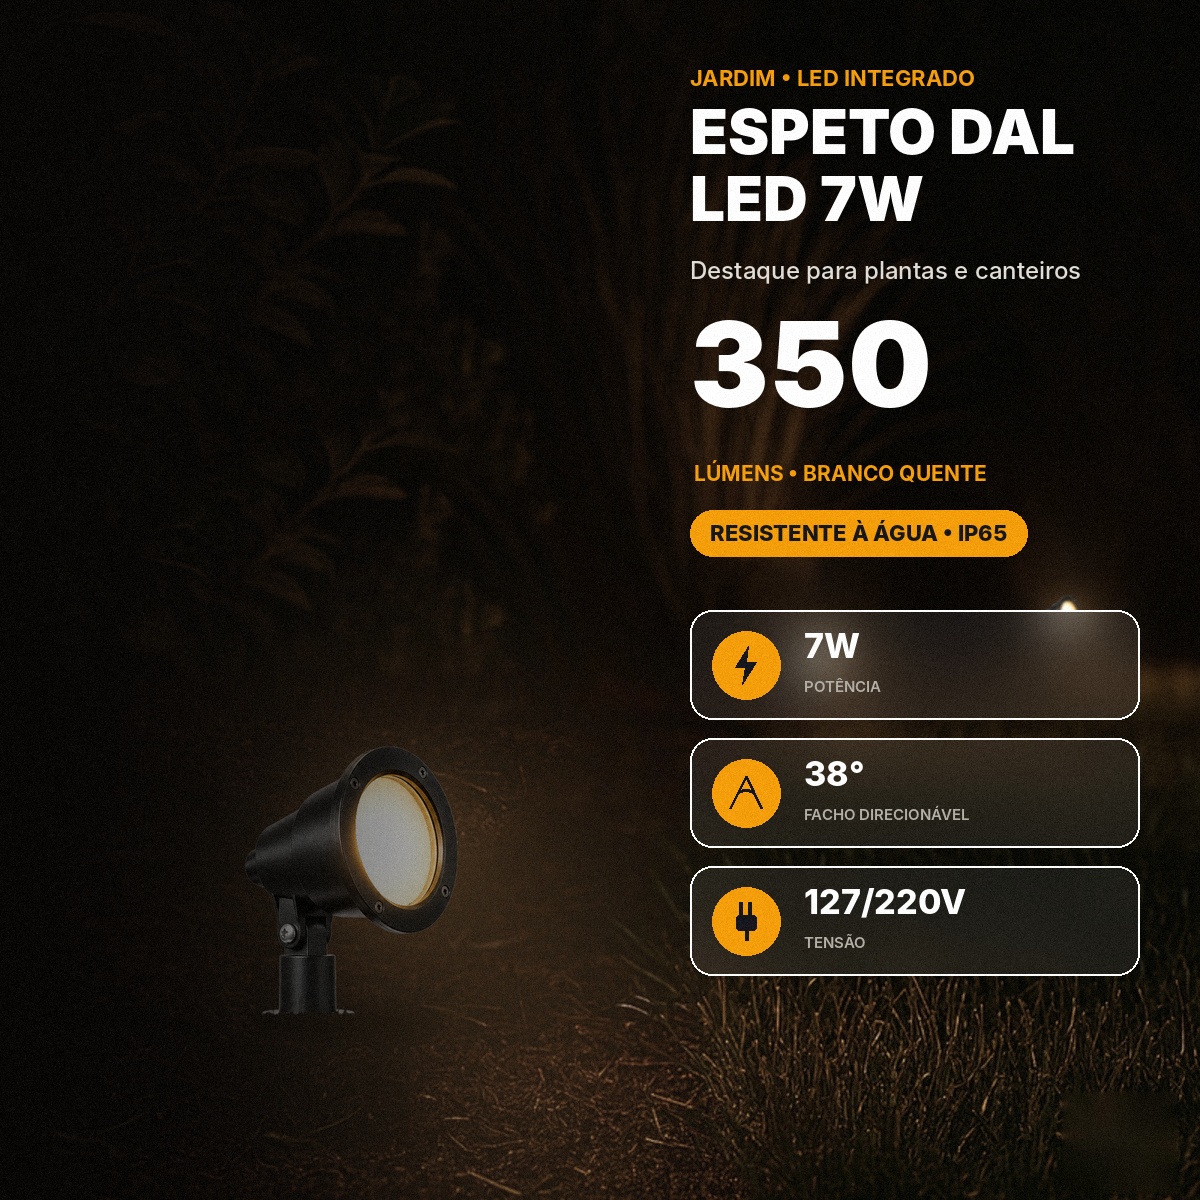 JARDIM • LED INTEGRADO
ESPETO DAL
LED 7W
Destaque para plantas e canteiros
350
LÚMENS • BRANCO QUENTE
RESISTENTE À ÁGUA • IP65
7W
POTÊNCIA
38°
FACHO DIRECIONÁVEL
127/220V
TENSÃO